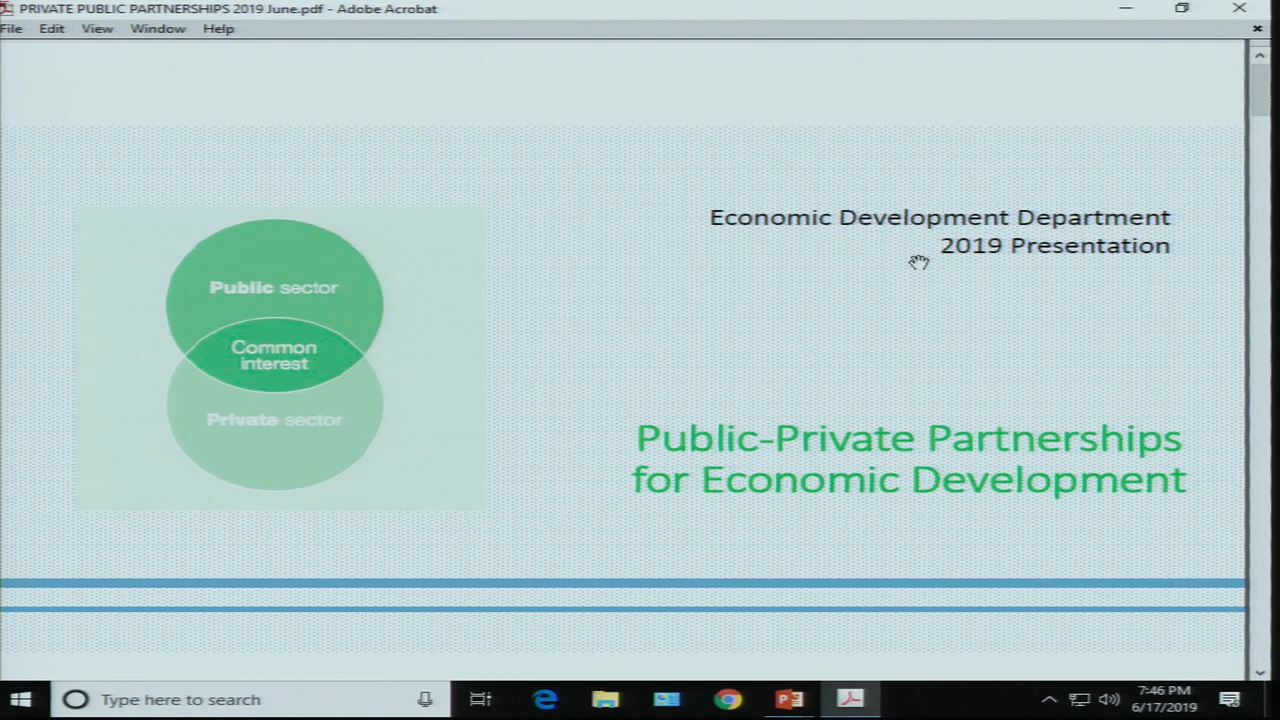 PRIVATE PUBLIC PARTNERSHIPS 2019 June.pdf - Adobe Acrobat
File Edit View Window Help
Economic Development Department
2019 Presentation
Public sector
Common
interest
Private sector
Public-Private Partnerships
for Economic Development
Type here to search
7:46 PM
6/17/2019